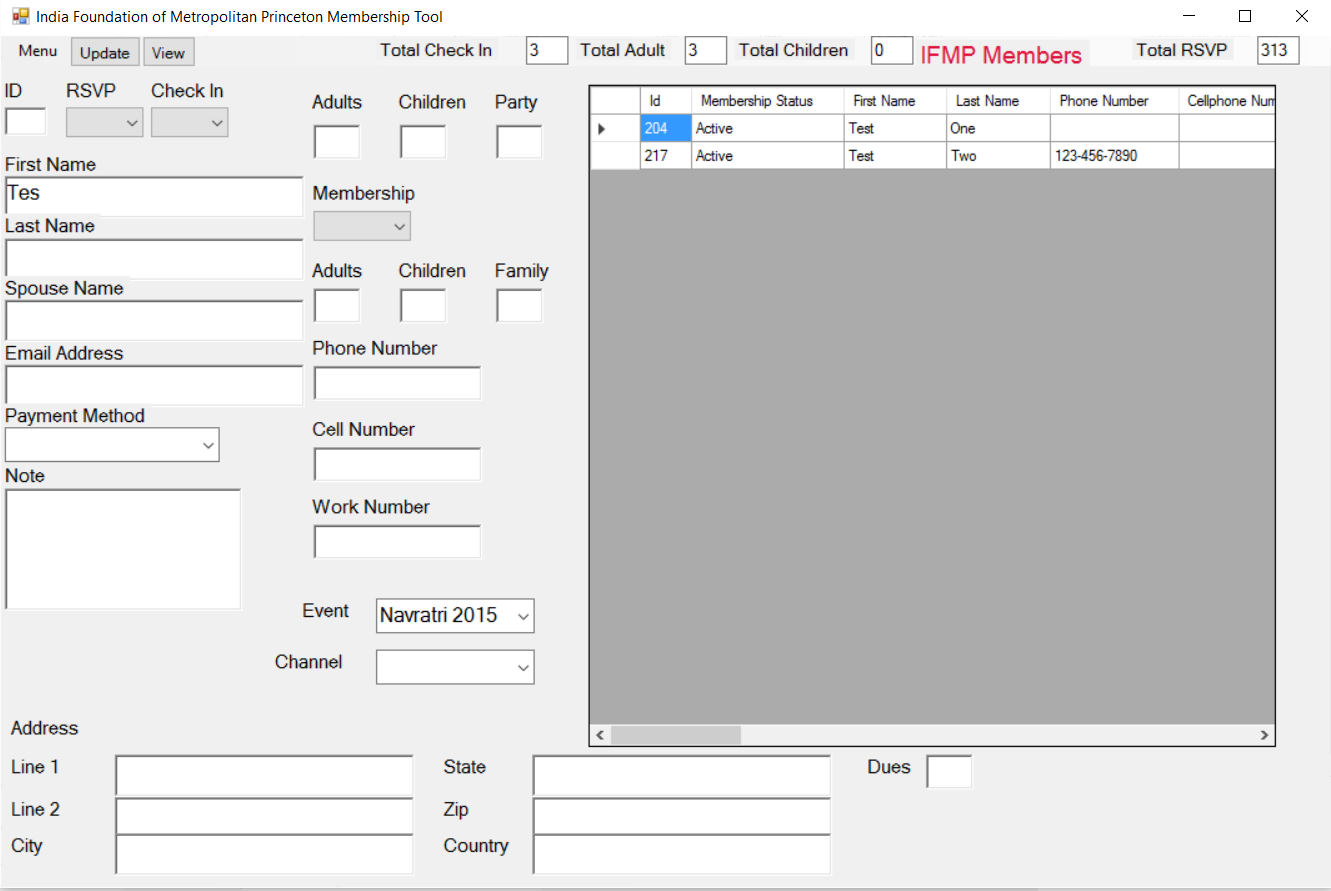 India Foundation of Metropolitan Princeton Membership Tool
Menu Update View Total Check In 3 Total Adult 3 Total Children 0 IFMP Members Total RSVP 313
ID RSVP Check In
Adults Children Party
First Name
Tes
Last Name
Spouse Name
Email Address
Payment Method
Note
Membership
Adults Children Family
Phone Number
Cell Number
Work Number
Event Navratri 2015
Channel
Id Membership Status First Name Last Name Phone Number Cellphone Num
204 Active Test One
217 Active Test Two 123-456-7890
Address
Line 1 State Dues
Line 2 Zip
City Country